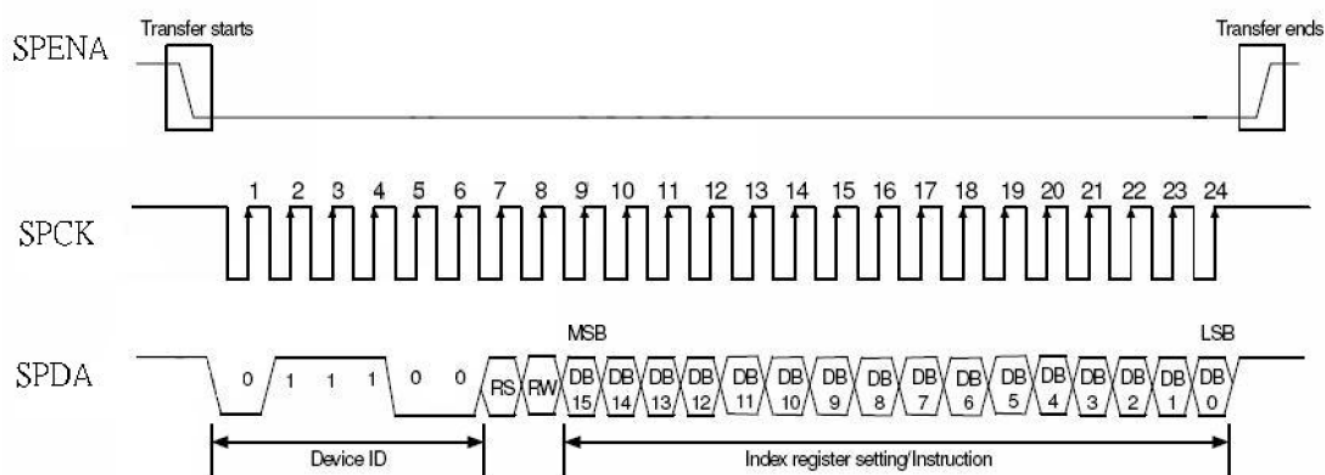 Transfer starts
Transfer ends
SPENA
1 2 3 4 5 6 7 8 9 10 11 12 13 14 15 16 17 18 19 20 21 22 23 24
SPCK
MSB
LSB
SPDA
0 1 1 1 0 0 RS RW DB 15 DB 14 DB 13 DB 12 DB 11 DB 10 DB 9 DB 8 DB 7 DB 6 DB 5 DB 4 DB 3 DB 2 DB 1 DB 0
Device ID
Index register setting/Instruction